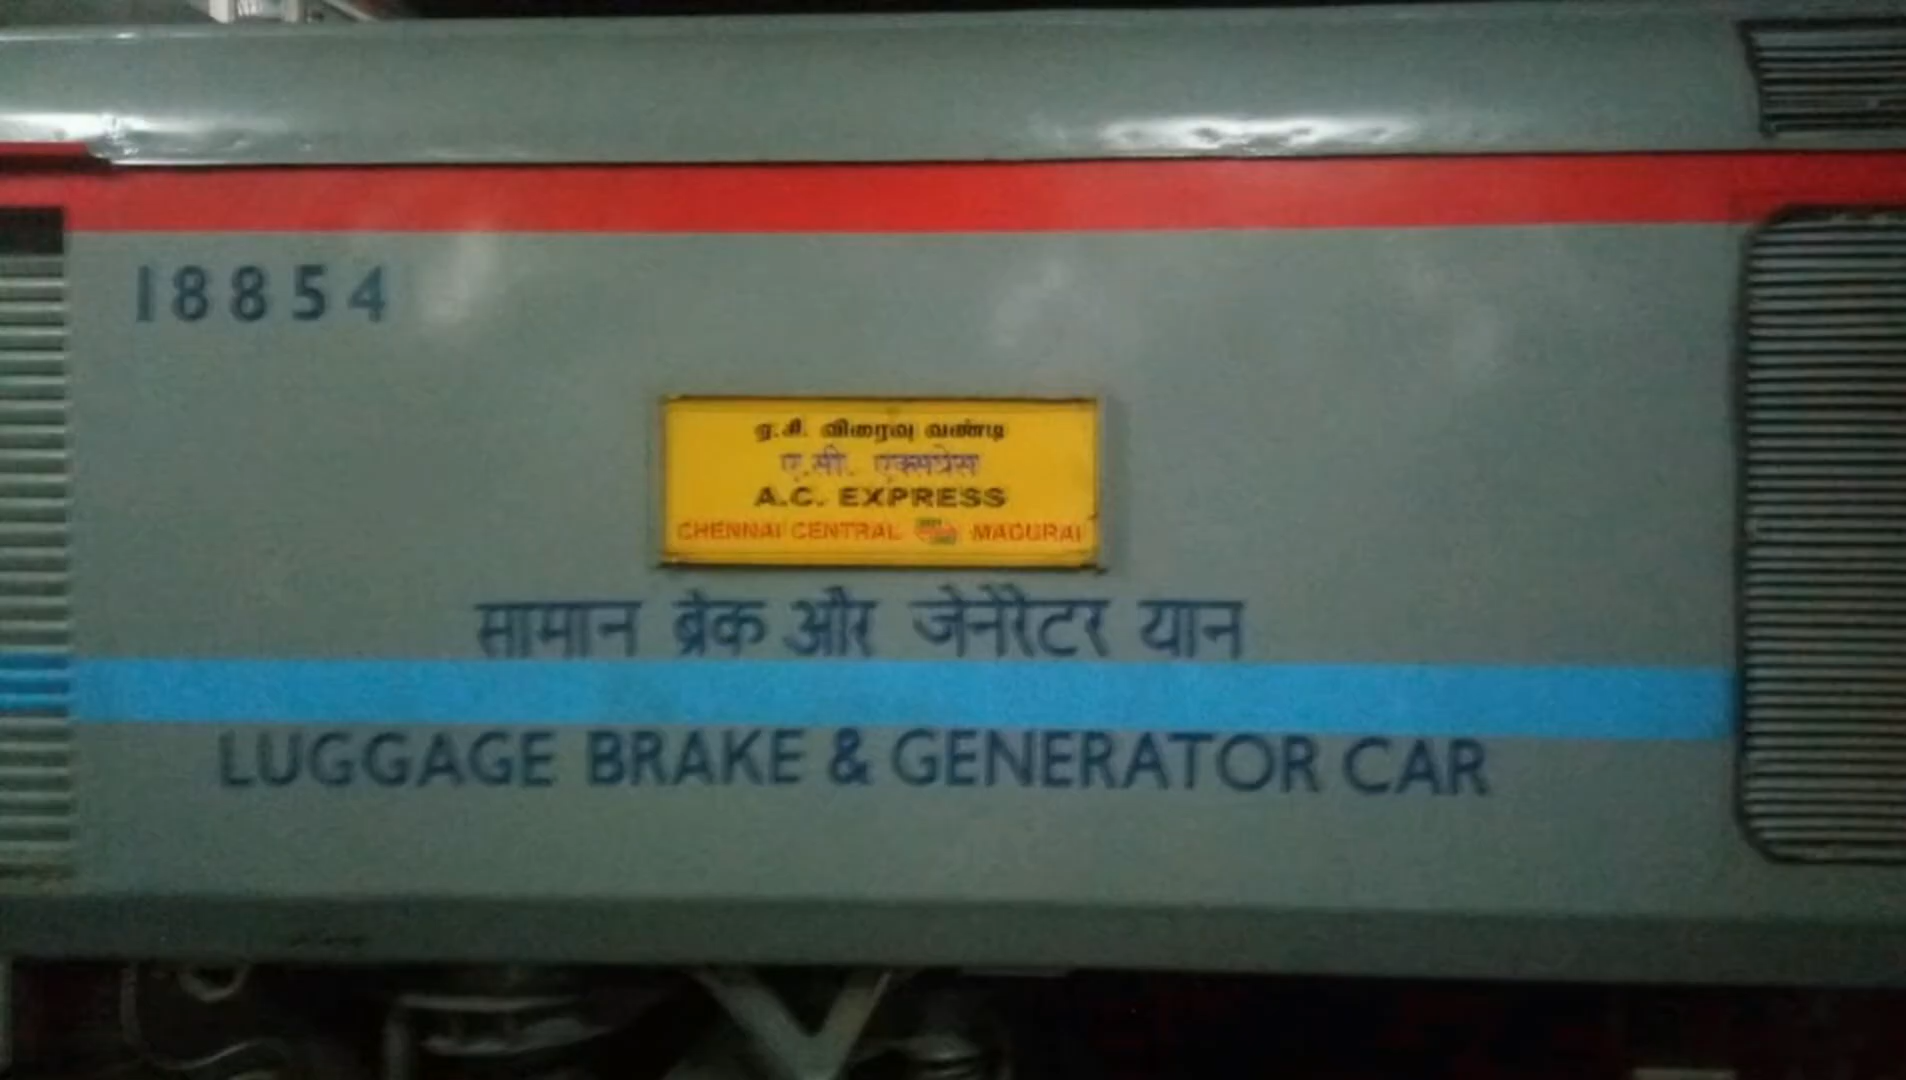 18854
ஏ.சி. விரைவு வண்டி
ए.सी. एक्सप्रेस
A.C. EXPRESS
CHENNAI CENTRAL MADURAI
सामान ब्रेक और जेनेरैटर यान
LUGGAGE BRAKE & GENERATOR CAR